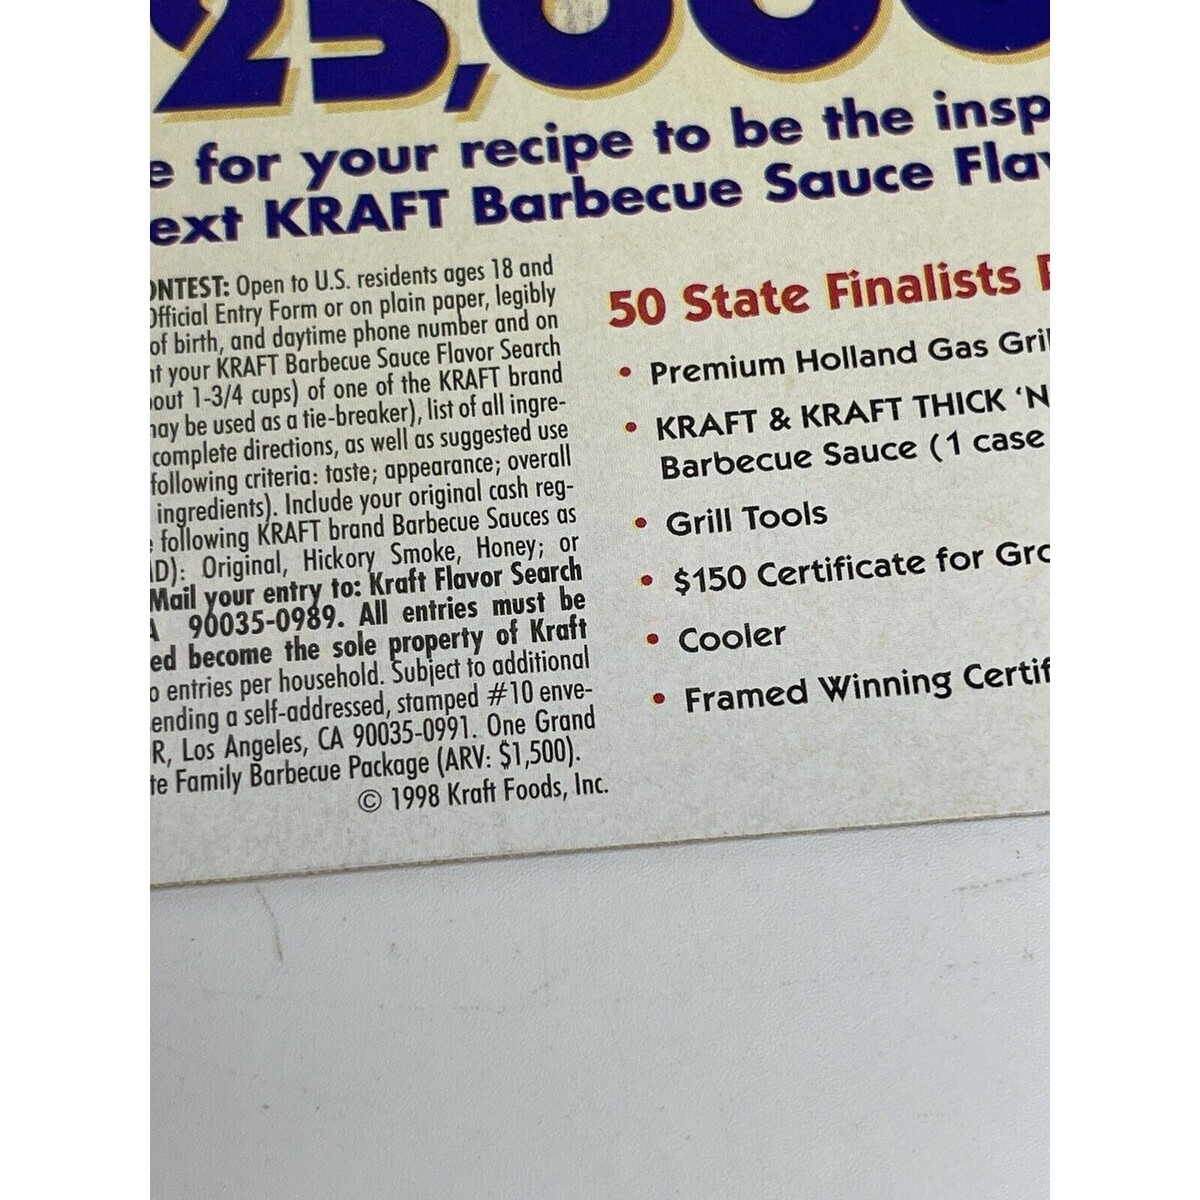 25,000
e for your recipe to be the insp
ext KRAFT Barbecue Sauce Flav
ONTEST: Open to U.S. residents ages 18 and
Official Entry Form or on plain paper, legibly
of birth, and daytime phone number and on
nt your KRAFT Barbecue Sauce Flavor Search
out 1-3/4 cups) of one of the KRAFT brand
may be used as a tie-breaker), list of all ingre-
complete directions, as well as suggested use
following criteria: taste; appearance; overall
ingredients). Include your original cash reg-
following KRAFT brand Barbecue Sauces as
D): Original, Hickory Smoke, Honey; or
Mail your entry to: Kraft Flavor Search
A 90035-0989. All entries must be
ed become the sole property of Kraft
o entries per household. Subject to additional
ending a self-addressed, stamped #10 enve-
R, Los Angeles, CA 90035-0991. One Grand
te Family Barbecue Package (ARV: $1,500).
© 1998 Kraft Foods, Inc.
50 State Finalists
• Premium Holland Gas Gril
• KRAFT & KRAFT THICK 'N
Barbecue Sauce (1 case
• Grill Tools
• $150 Certificate for Gro
• Cooler
• Framed Winning Certif